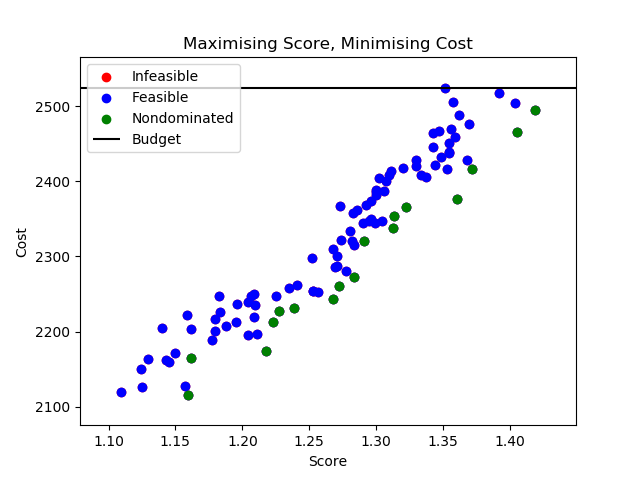 Maximising Score, Minimising Cost
Infeasible
Feasible
Nondominated
Budget
Cost
2500
2400
2300
2200
2100
1.10 1.15 1.20 1.25 1.30 1.35 1.40
Score